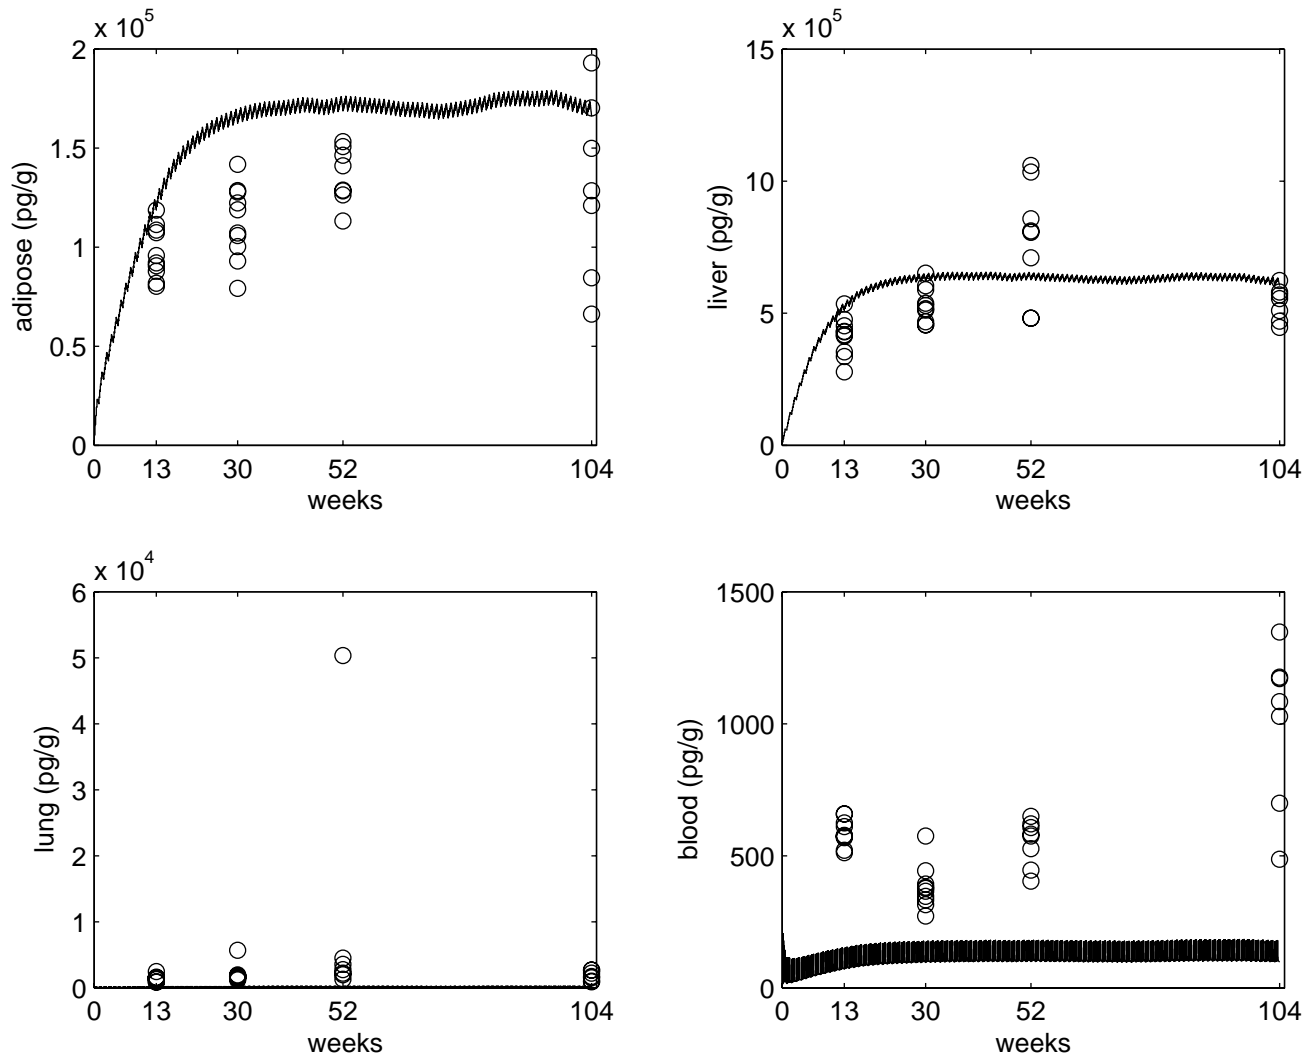 x 10^5
2
1.5
1
0.5
0
0 13 30 52 104
weeks
adipose (pg/g)
x 10^5
15
10
5
0
0 13 30 52 104
weeks
liver (pg/g)
x 10^4
6
5
4
3
2
1
0
0 13 30 52 104
weeks
lung (pg/g)
1500
1000
500
0
0 13 30 52 104
weeks
blood (pg/g)